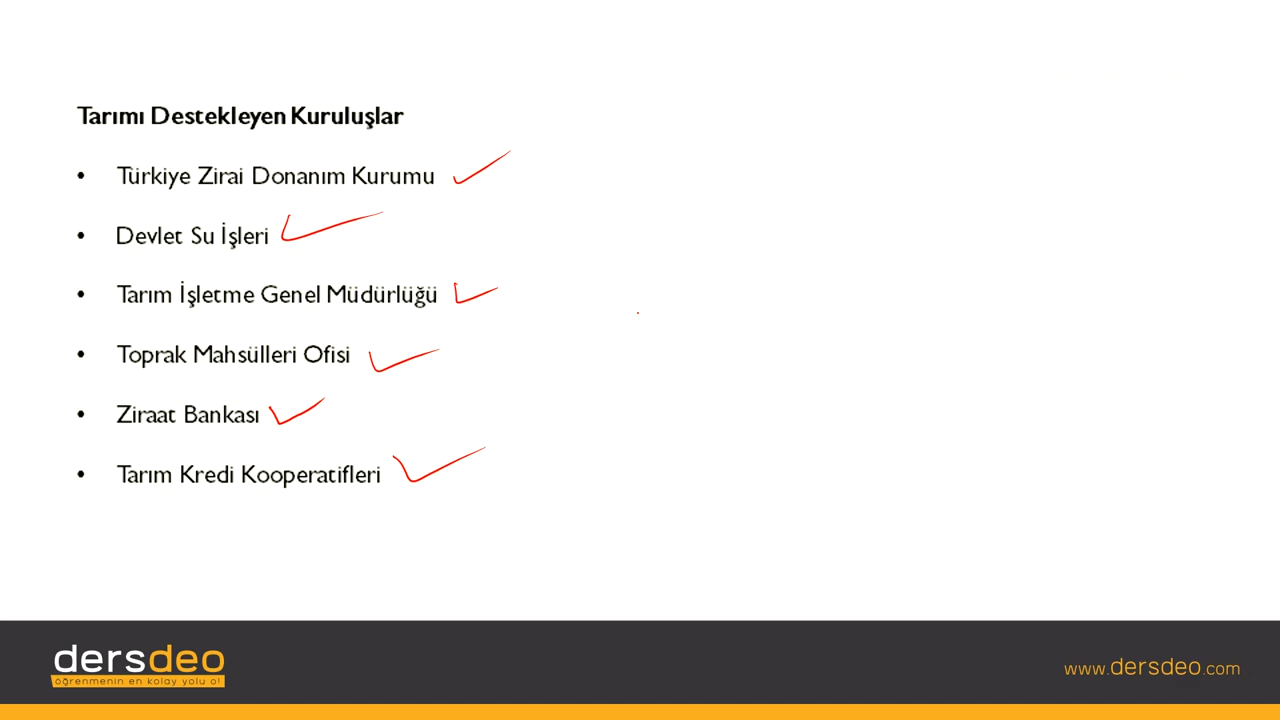 Tarımı Destekleyen Kuruluşlar
• Türkiye Zirai Donanım Kurumu
• Devlet Su İşleri
• Tarım İşletme Genel Müdürlüğü
• Toprak Mahsülleri Ofisi
• Ziraat Bankası
• Tarım Kredi Kooperatifleri
dersdeo
öğrenmenin en kolay yolu o!
www.dersdeo.com